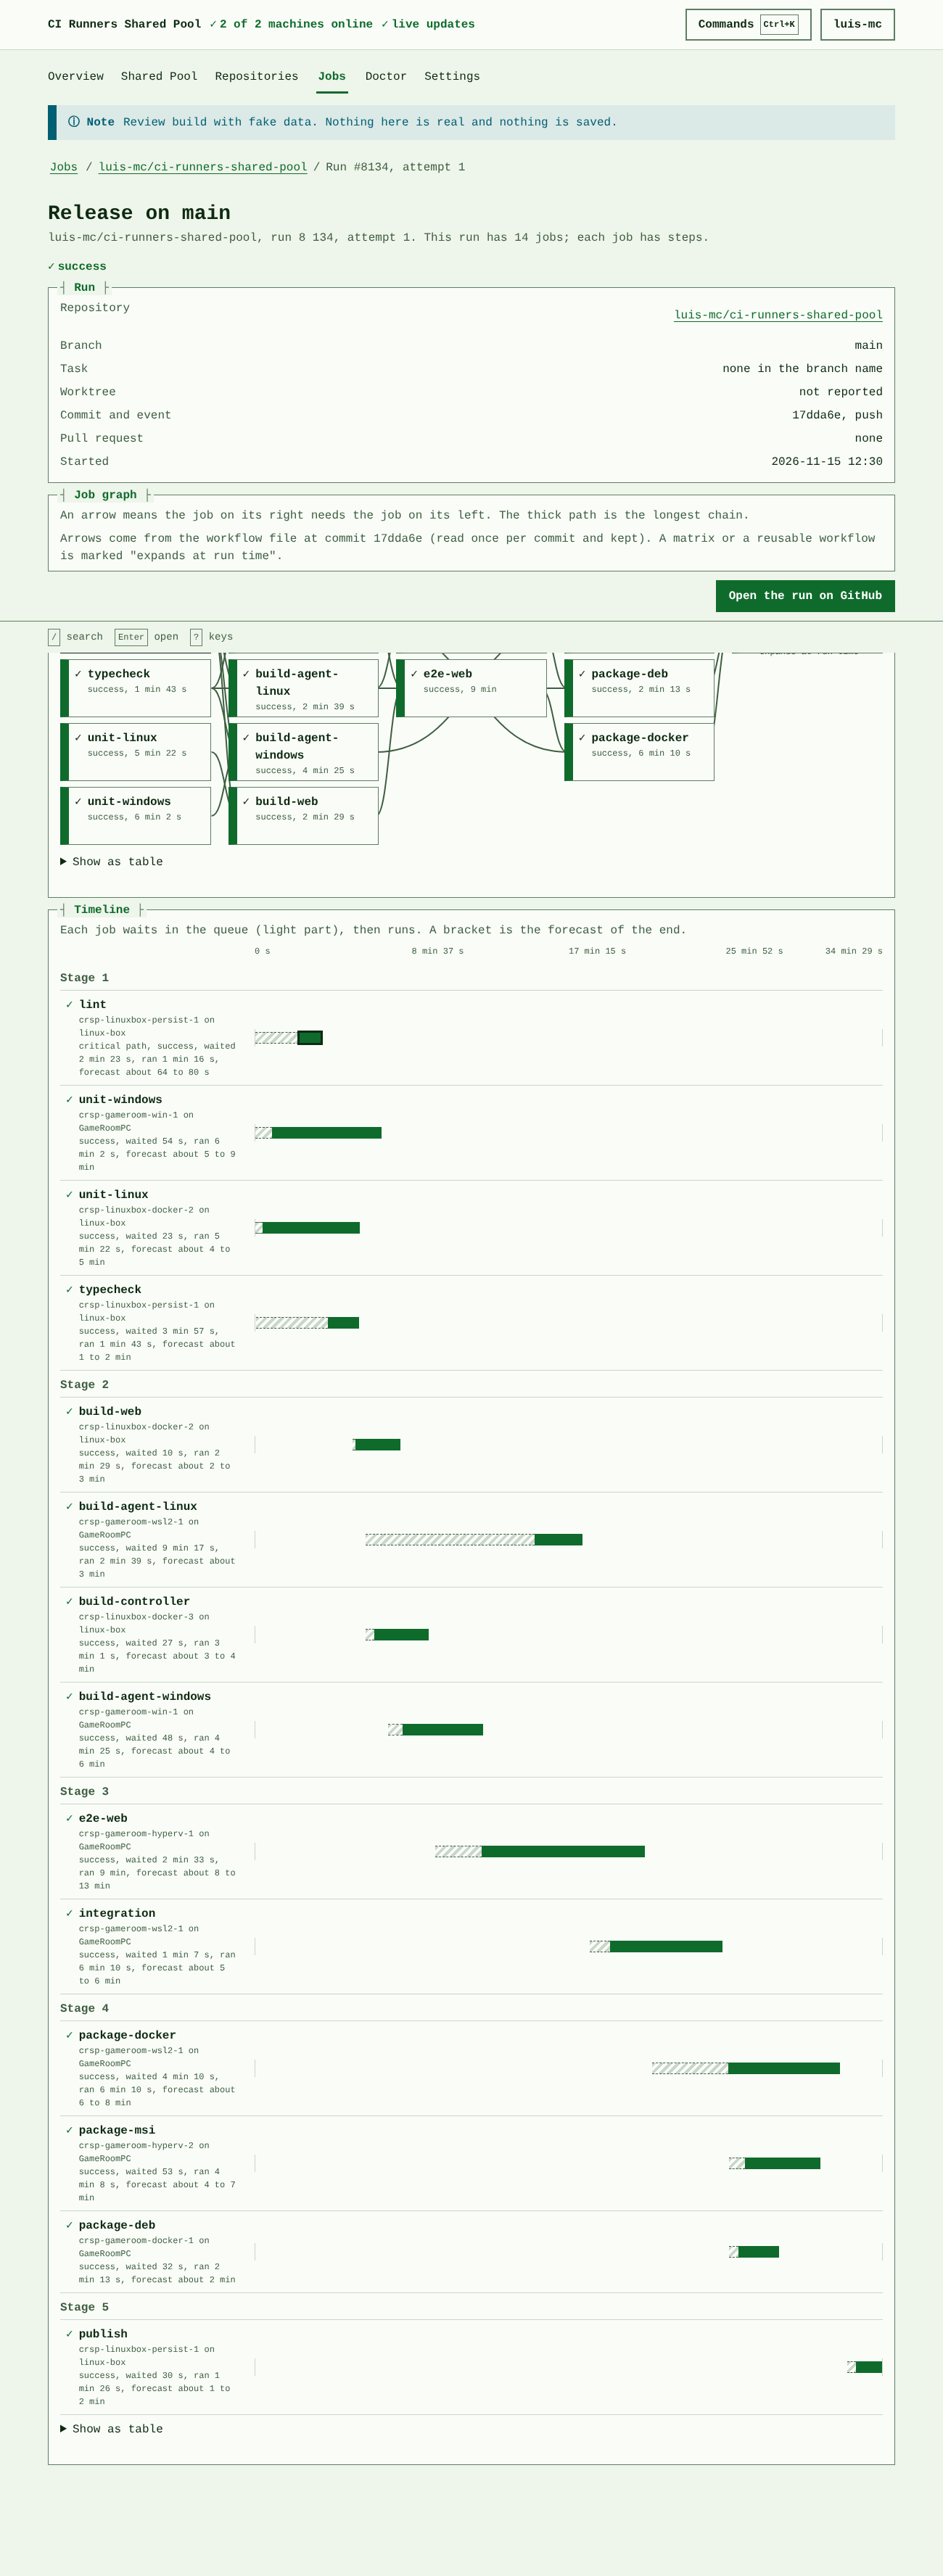 CI Runners Shared Pool ✓ 2 of 2 machines online ✓ live updates
Commands Ctrl+K
luis-mc
Overview Shared Pool Repositories Jobs Doctor Settings
ⓘ Note Review build with fake data. Nothing here is real and nothing is saved.
Jobs / luis-mc/ci-runners-shared-pool / Run #8134, attempt 1
Release on main
luis-mc/ci-runners-shared-pool, run 8 134, attempt 1. This run has 14 jobs; each job has steps.
✓ success
Run
Repository luis-mc/ci-runners-shared-pool
Branch main
Task none in the branch name
Worktree not reported
Commit and event 17dda6e, push
Pull request none
Started 2026-11-15 12:30
Job graph
An arrow means the job on its right needs the job on its left. The thick path is the longest chain.
Arrows come from the workflow file at commit 17dda6e (read once per commit and kept). A matrix or a reusable workflow
is marked "expands at run time".
Open the run on GitHub
/ search Enter open ? keys
✓ typecheck
success, 1 min 43 s
✓ build-agent-
linux
success, 2 min 39 s
✓ e2e-web
success, 9 min
✓ package-deb
success, 2 min 13 s
✓ unit-linux
success, 5 min 22 s
✓ build-agent-
windows
success, 4 min 25 s
✓ package-docker
success, 6 min 10 s
✓ unit-windows
success, 6 min 2 s
✓ build-web
success, 2 min 29 s
▶ Show as table
Timeline
Each job waits in the queue (light part), then runs. A bracket is the forecast of the end.
0 s 8 min 37 s 17 min 15 s 25 min 52 s 34 min 29 s
Stage 1
✓ lint
crsp-linuxbox-persist-1 on
linux-box
critical path, success, waited
2 min 23 s, ran 1 min 16 s,
forecast about 64 to 80 s
✓ unit-windows
crsp-gameroom-win-1 on
GameRoomPC
success, waited 54 s, ran 6
min 2 s, forecast about 5 to 9
min
✓ unit-linux
crsp-linuxbox-docker-2 on
linux-box
success, waited 23 s, ran 5
min 22 s, forecast about 4 to
5 min
✓ typecheck
crsp-linuxbox-persist-1 on
linux-box
success, waited 3 min 57 s,
ran 1 min 43 s, forecast about
1 to 2 min
Stage 2
✓ build-web
crsp-linuxbox-docker-2 on
linux-box
success, waited 10 s, ran 2
min 29 s, forecast about 2 to
3 min
✓ build-agent-linux
crsp-gameroom-wsl2-1 on
GameRoomPC
success, waited 9 min 17 s,
ran 2 min 39 s, forecast about
3 min
✓ build-controller
crsp-linuxbox-docker-3 on
linux-box
success, waited 27 s, ran 3
min 1 s, forecast about 3 to 4
min
✓ build-agent-windows
crsp-gameroom-win-1 on
GameRoomPC
success, waited 48 s, ran 4
min 25 s, forecast about 4 to
6 min
Stage 3
✓ e2e-web
crsp-gameroom-hyperv-1 on
GameRoomPC
success, waited 2 min 33 s,
ran 9 min, forecast about 8 to
13 min
✓ integration
crsp-gameroom-wsl2-1 on
GameRoomPC
success, waited 1 min 7 s, ran
6 min 10 s, forecast about 5
to 6 min
Stage 4
✓ package-docker
crsp-gameroom-wsl2-1 on
GameRoomPC
success, waited 4 min 10 s,
ran 6 min 10 s, forecast about
6 to 8 min
✓ package-msi
crsp-gameroom-hyperv-2 on
GameRoomPC
success, waited 53 s, ran 4
min 8 s, forecast about 4 to 7
min
✓ package-deb
crsp-gameroom-docker-1 on
GameRoomPC
success, waited 32 s, ran 2
min 13 s, forecast about 2 min
Stage 5
✓ publish
crsp-linuxbox-persist-1 on
linux-box
success, waited 30 s, ran 1
min 26 s, forecast about 1 to
2 min
▶ Show as table